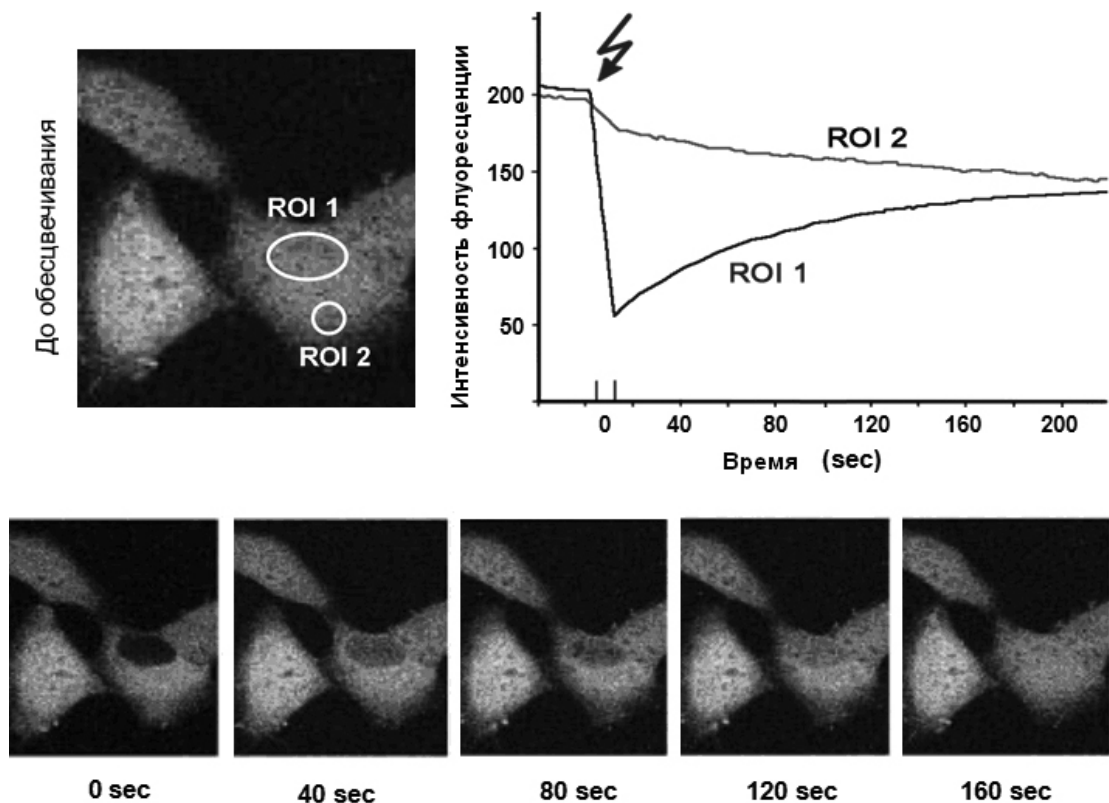 До обесцвечивания
ROI 1
ROI 2
Интенсивность флуоресценции
200
150
100
50
ROI 2
ROI 1
0 40 80 120 160 200
Время (sec)
0 sec 40 sec 80 sec 120 sec 160 sec